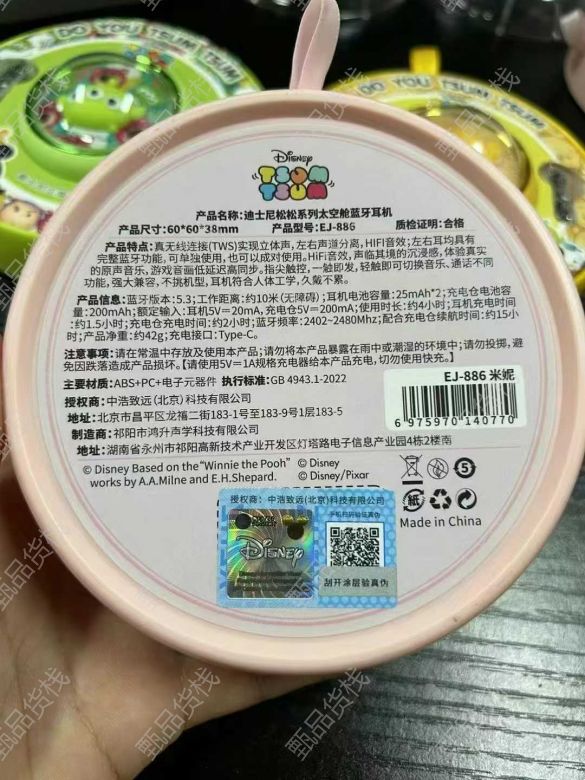 DO YOU TSUM TSUM
DO YOU TSUM TSUM
Disney
TSOM
TSUM
产品名称:迪士尼松松系列太空舱蓝牙耳机
产品尺寸:60*60*38mm 产品型号:EJ-886 质检证明:合格
产品特点:真无线连接(TWS)实现立体声,左右声道分离,HIFI音效;左右耳均具有
完整蓝牙功能,可单独使用,也可以成对使用。HiFi音效,声临其境的沉浸感,体验真实
的原声音乐,游戏音画低延迟高同步。指尖触控,一触即发,轻触即可切换音乐、通话不同
功能,强大兼容,不挑机型,耳机符合人体工学,久戴不累。
产品信息:蓝牙版本:5.3;工作距离:约10米(无障碍);耳机电池容量:25mAh*2;充电仓电池容
量:200mAh;额定输入:耳机5V=20mA,充电仓5V=200mA;使用时长:约4小时;耳机充电时间
:约1.5小时;充电仓充电时间:约2小时;蓝牙频率:2402~2480Mhz;配合充电仓续航时间:约15小
时;产品净重:约42g;充电接口:Type-C。
注意事项:请在常温中存放及使用本产品;请勿将本产品暴露在雨中或潮湿的环境中;请勿投掷,避
免因跌落造成产品损坏。【请使用5V=1A规格充电器给本产品充电,切勿使用快充。】
主要材质:ABS+PC+电子元器件 执行标准:GB 4943.1-2022
授权商:中浩致远(北京)科技有限公司
地址:北京市昌平区龙禧二街183-1号至183-9号1层183-5
制造商:祁阳市鸿升声学科技有限公司
地址:湖南省永州市祁阳高新技术产业开发区灯塔路电子信息产业园4栋2楼南
EJ-886 米妮
6 975970 140770
© Disney Based on the "Winnie the Pooh"
works by A.A.Milne and E.H.Shepard.
© Disney
© Disney/Pixar
5
紙
Made in China
授权商:中浩致远(北京)科技有限公司
手机扫码验证真伪
Disney
刮开涂层验真伪
甄品货栈